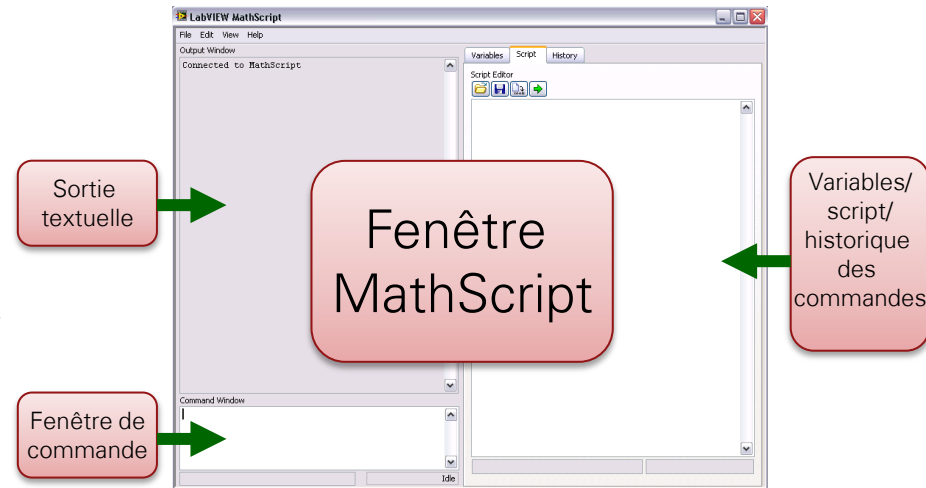 LabVIEW MathScript
File Edit View Help
Output Window
Connected to MathScript
Variables Script History
Script Editor
Sortie
textuelle
Fenêtre
MathScript
Variables/
script/
historique
des
commandes
Command Window
Fenêtre de
commande
Idle